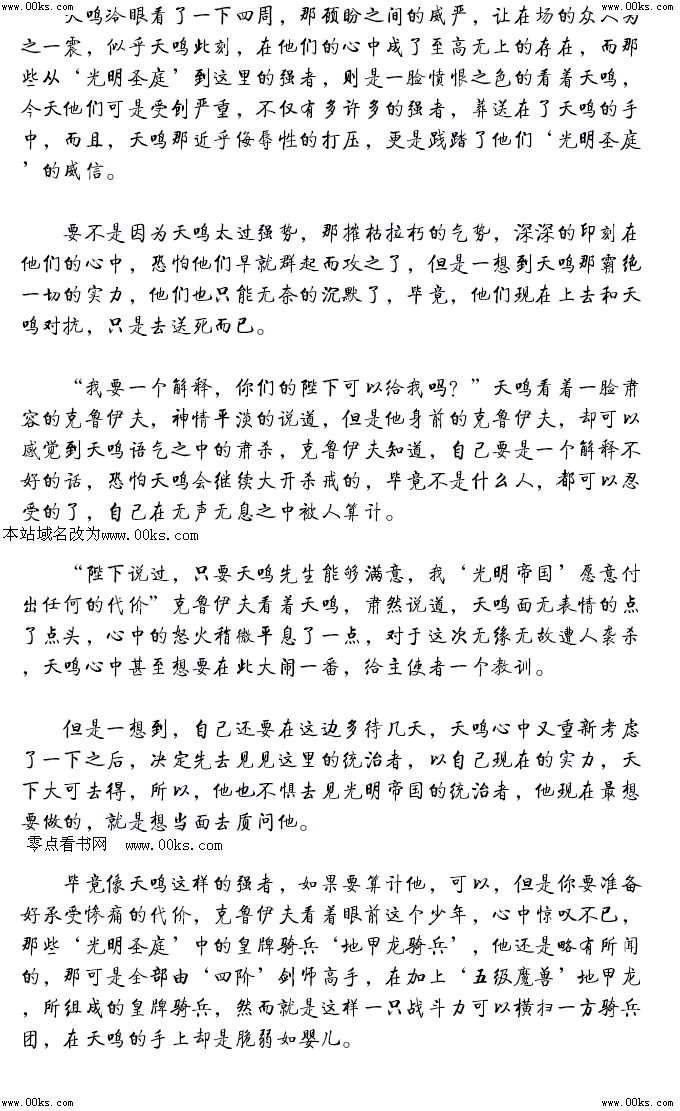 www.00ks.com www.00ks.com
天鸣冷眼看了一下四周，那顾盼之间的威严，让在场的众人为
之一震，似乎天鸣此刻，在他们的心中成了至高无上的存在，而那
些从‘光明圣庭’到这里的强者，则是一脸愤恨之色的看着天鸣，
今天他们可是受创严重，不仅有多许多的强者，葬送在了天鸣的手
中，而且，天鸣那近乎侮辱性的打压，更是践踏了他们‘光明圣庭
’的威信。
要不是因为天鸣太过强势，那摧枯拉朽的气势，深深的印刻在
他们的心中，恐怕他们早就群起而攻之了，但是一想到天鸣那霸绝
一切的实力，他们也只能无奈的沉默了，毕竟，他们现在上去和天
鸣对抗，只是去送死而已。
“我要一个解释，你们的陛下可以给我吗？”天鸣看着一脸肃
容的克鲁伊夫，神情平淡的说道，但是他身前的克鲁伊夫，却可以
感觉到天鸣语气之中的肃杀，克鲁伊夫知道，自己要是一个解释不
好的话，恐怕天鸣会继续大开杀戒的，毕竟不是什么人，都可以忍
受的了，自己在无声无息之中被人算计。
本站域名改为www.00ks.com
“陛下说过，只要天鸣先生能够满意，我‘光明帝国’愿意付
出任何的代价”克鲁伊夫看着天鸣，肃然说道，天鸣面无表情的点
了点头，心中的怒火稍微平息了一点，对于这次无缘无故遭人袭杀
，天鸣心中甚至想要在此大闹一番，给主使者一个教训。
但是一想到，自己还要在这边多待几天，天鸣心中又重新考虑
了一下之后，决定先去见见这里的统治者，以自己现在的实力，天
下大可去得，所以，他也不惧去见光明帝国的统治者，他现在最想
要做的，就是想当面去质问他。
零点看书网 www.00ks.com
毕竟像天鸣这样的强者，如果要算计他，可以，但是你要准备
好承受惨痛的代价，克鲁伊夫看着眼前这个少年，心中惊叹不已，
那些‘光明圣庭’中的皇牌骑兵‘地甲龙骑兵’，他还是略有所闻
的，那可是全部由‘四阶’剑师高手，在加上‘五级魔兽’地甲龙
，所组成的皇牌骑兵，然而就是这样一只战斗力可以横扫一方骑兵
团，在天鸣的手上却是脆弱如婴儿。
www.00ks.com www.00ks.com